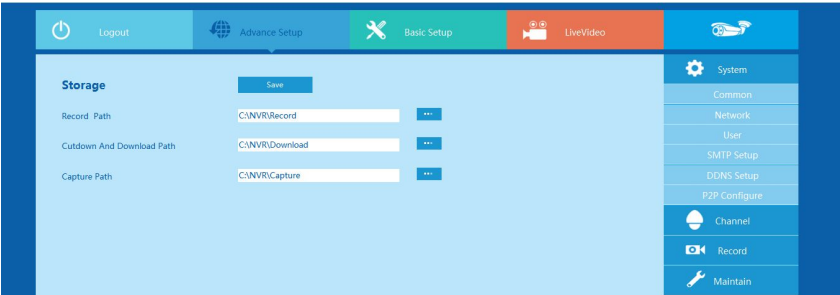 Logout
Advance Setup
Basic Setup
LiveVideo
Storage
Save
Record Path
C:\NVR\Record
...
Cutdown And Download Path
C:\NVR\Download
...
Capture Path
C:\NVR\Capture
...
System
Common
Network
User
SMTP Setup
DDNS Setup
P2P Configure
Channel
Record
Maintain